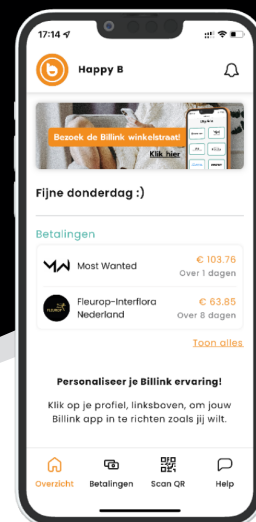 17:14
Happy B
Bezoek de Billink winkelstraat!
Klik hier
Fijne donderdag :)
Betalingen
Most Wanted
€ 103.76
Over 1 dagen
Fleurop-Interflora
Nederland
€ 63,85
Over 8 dagen
Toon alles
Personaliseer je Billink ervaring!
Klik op je profiel, linksboven, om jouw
Billink app in te richten zoals jij wilt.
Overzicht
Betalingen
Scan QR
Help